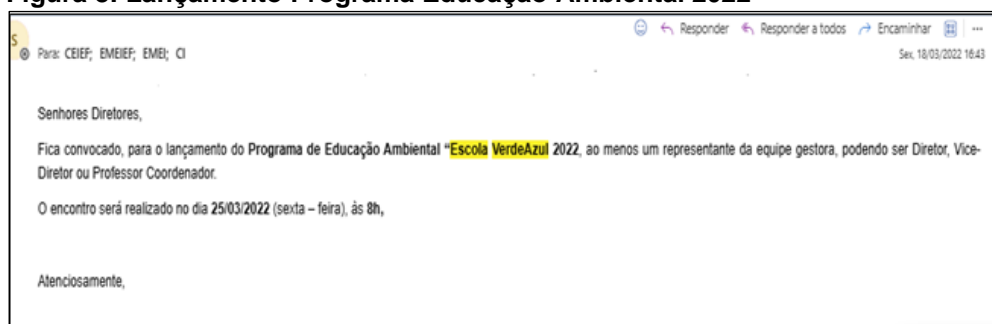 Figura 3: Lançamento Programa Educação Ambiental 2022
S
Responder Responder a todos Encaminhar ...
Para: CEIEF; EMEIEF; EMEI; CI
Sex, 18/03/2022 16:43
Senhores Diretores,
Fica convocado, para o lançamento do Programa de Educação Ambiental "Escola VerdeAzul 2022, ao menos um representante da equipe gestora, podendo ser Diretor, Vice-
Diretor ou Professor Coordenador.
O encontro será realizado no dia 25/03/2022 (sexta – feira), às 8h,
Atenciosamente,